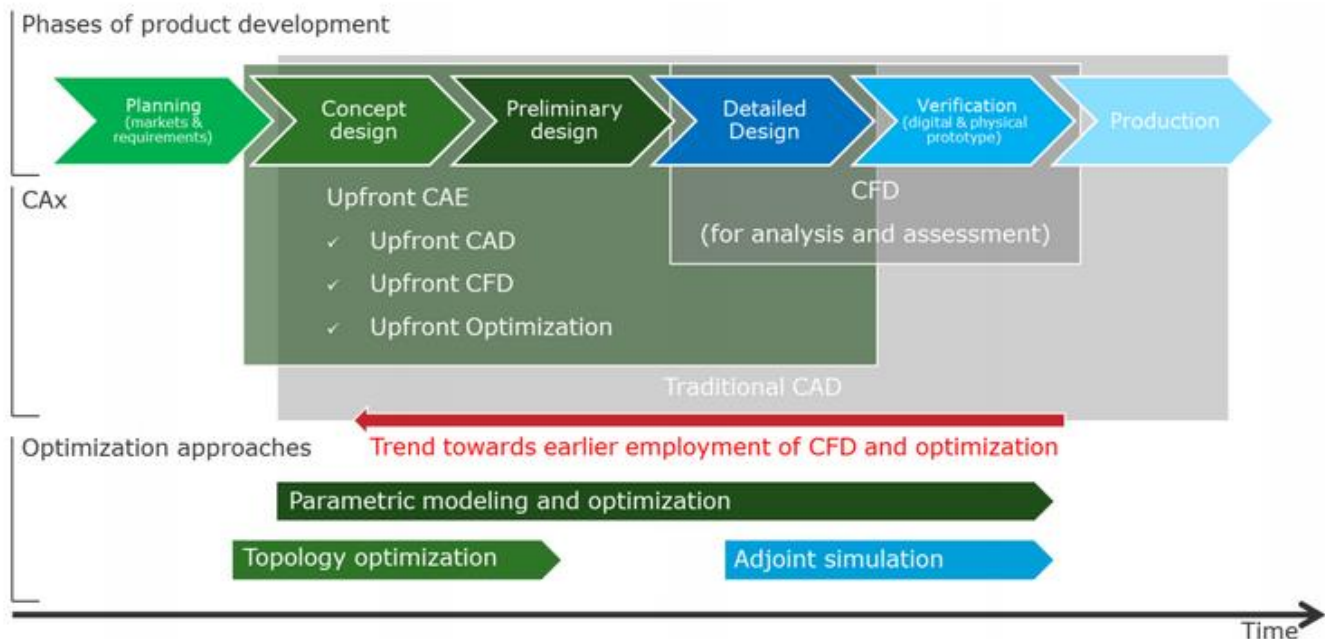 Phases of product development
Planning
(markets &
requirements)
Concept
design
Preliminary
design
Detailed
Design
Verification
(digital & physical
prototype)
Production
CAx
Upfront CAE
✓ Upfront CAD
✓ Upfront CFD
✓ Upfront Optimization
CFD
(for analysis and assessment)
Traditional CAD
Optimization approaches
Trend towards earlier employment of CFD and optimization
Parametric modeling and optimization
Topology optimization
Adjoint simulation
Time